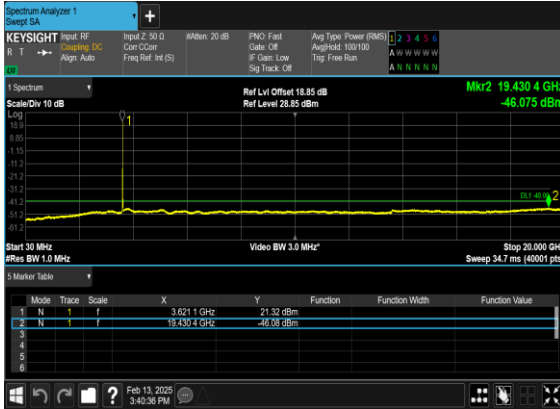 Spectrum Analyzer 1
Swept SA
+
KEYSIGHT Input: RF Input Z: 50 Ω #Atten: 20 dB PNO: Fast Avg Type: Power (RMS) 1 2 3 4 5 6
R T Coupling: DC Corr CCorr Gate: Off Avg|Hold: 100/100 A W W W W W
Align: Auto Freq Ref: Int (S) IF Gain: Low Trig: Free Run
LXI Sig Track: Off A N N N N N
1 Spectrum Ref Lvl Offset 18.85 dB Mkr2 19.430 4 GHz
Scale/Div 10 dB Ref Level 28.85 dBm -46.075 dBm
Log
18.9
8.85
-1.15
-11.2
-21.2
-31.2
-41.2
-51.2
-61.2
1
DL1 -40.00
2
Start 30 MHz Video BW 3.0 MHz* Stop 20.000 GHz
#Res BW 1.0 MHz Sweep 34.7 ms (40001 pts)
5 Marker Table
Mode Trace Scale X Y Function Function Width Function Value
1 N 1 f 3.621 1 GHz 21.32 dBm
2 N 1 f 19.430 4 GHz -46.08 dBm
3
4
5
6
? Feb 13, 2025
3:40:36 PM